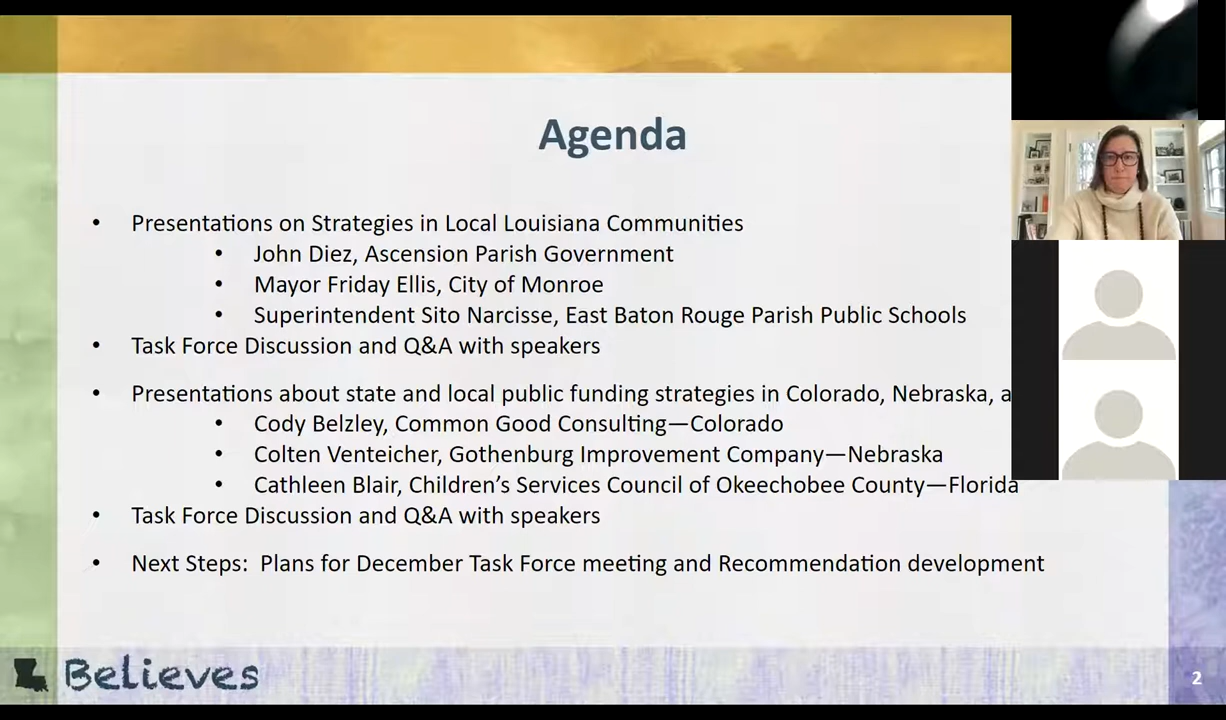 Agenda
• Presentations on Strategies in Local Louisiana Communities
• John Diez, Ascension Parish Government
• Mayor Friday Ellis, City of Monroe
• Superintendent Sito Narcisse, East Baton Rouge Parish Public Schools
• Task Force Discussion and Q&A with speakers
• Presentations about state and local public funding strategies in Colorado, Nebraska, a
• Cody Belzley, Common Good Consulting—Colorado
• Colten Venteicher, Gothenburg Improvement Company—Nebraska
• Cathleen Blair, Children’s Services Council of Okeechobee County—Florida
• Task Force Discussion and Q&A with speakers
• Next Steps:  Plans for December Task Force meeting and Recommendation development
Believes
2